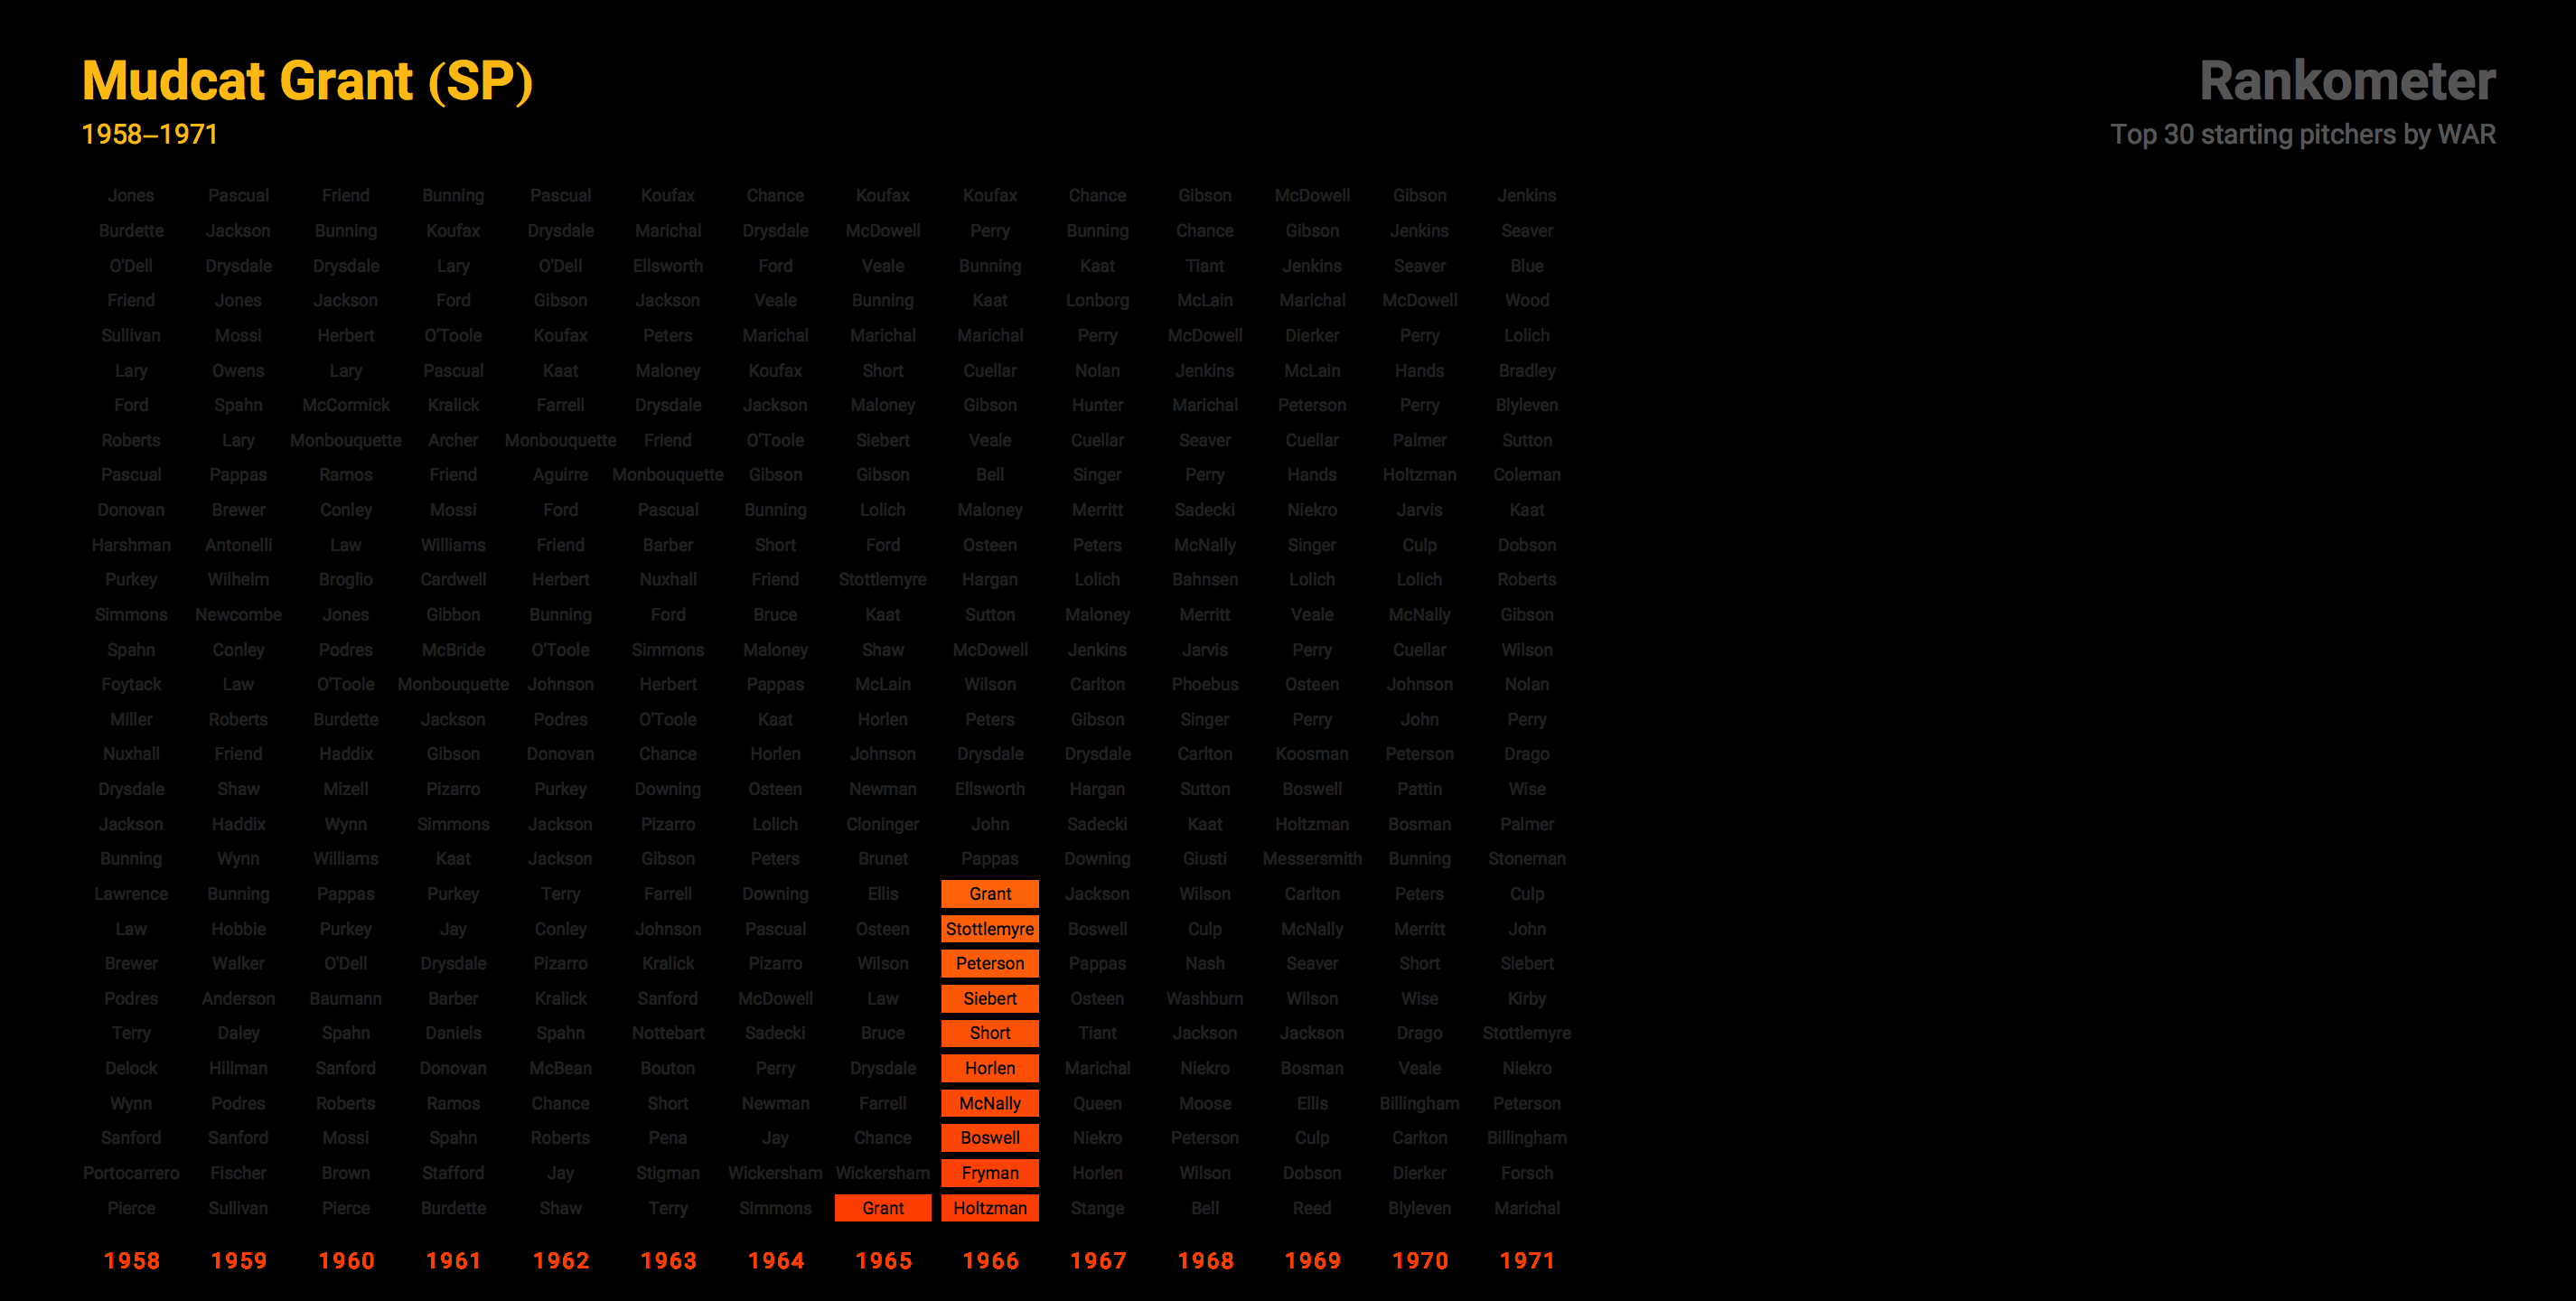 Mudcat Grant (SP)
1958–1971
Rankometer
Top 30 starting pitchers by WAR
Jones Pascual Friend Bunning Pascual Koufax Chance Koufax Koufax Chance Gibson McDowell Gibson Jenkins
Burdette Jackson Bunning Koufax Drysdale Marichal Drysdale McDowell Perry Bunning Chance Gibson Jenkins Seaver
O'Dell Drysdale Drysdale Lary O'Dell Ellsworth Ford Veale Bunning Kaat Tiant Jenkins Seaver Blue
Friend Jones Jackson Ford Gibson Jackson Veale Bunning Kaat Lonborg McLain Marichal McDowell Wood
Sullivan Mossi Herbert O'Toole Koufax Peters Marichal Marichal Marichal Perry McDowell Dierker Perry Lolich
Lary Owens Lary Pascual Kaat Maloney Koufax Short Cuellar Nolan Jenkins McLain Hands Bradley
Ford Spahn McCormick Kralick Farrell Drysdale Jackson Maloney Gibson Hunter Marichal Peterson Perry Blyleven
Roberts Lary Monbouquette Archer Monbouquette Friend O'Toole Siebert Veale Cuellar Seaver Cuellar Palmer Sutton
Pascual Pappas Ramos Friend Aguirre Monbouquette Gibson Gibson Bell Singer Perry Hands Holtzman Coleman
Donovan Brewer Conley Mossi Ford Pascual Bunning Lolich Maloney Merritt Sadecki Niekro Jarvis Kaat
Harshman Antonelli Law Williams Friend Barber Short Ford Osteen Peters McNally Singer Culp Dobson
Purkey Wilhelm Broglio Cardwell Herbert Nuxhall Friend Stottlemyre Hargan Lolich Bahnsen Lolich Lolich Roberts
Simmons Newcombe Jones Gibbon Bunning Ford Bruce Kaat Sutton Maloney Merritt Veale McNally Gibson
Spahn Conley Podres McBride O'Toole Simmons Maloney Shaw McDowell Jenkins Jarvis Perry Cuellar Wilson
Foytack Law O'Toole Monbouquette Johnson Herbert Pappas McLain Wilson Carlton Phoebus Osteen Johnson Nolan
Miller Roberts Burdette Jackson Podres O'Toole Kaat Horlen Peters Gibson Singer Perry John Perry
Nuxhall Friend Haddix Gibson Donovan Chance Horlen Johnson Drysdale Drysdale Carlton Koosman Peterson Drago
Drysdale Shaw Mizell Pizarro Purkey Downing Osteen Newman Ellsworth Hargan Sutton Boswell Pattin Wise
Jackson Haddix Wynn Simmons Jackson Pizarro Lolich Cloninger John Sadecki Kaat Holtzman Bosman Palmer
Bunning Wynn Williams Kaat Jackson Gibson Peters Brunet Pappas Downing Giusti Messersmith Bunning Stoneman
Lawrence Bunning Pappas Purkey Terry Farrell Downing Ellis Grant Jackson Wilson Carlton Peters Culp
Law Hobbie Purkey Jay Conley Johnson Pascual Osteen Stottlemyre Boswell Culp McNally Merritt John
Brewer Walker O'Dell Drysdale Pizarro Kralick Pizarro Wilson Peterson Pappas Nash Seaver Short Siebert
Podres Anderson Baumann Barber Kralick Sanford McDowell Law Siebert Osteen Washburn Wilson Wise Kirby
Terry Daley Spahn Daniels Spahn Nottebart Sadecki Bruce Short Tiant Jackson Jackson Drago Stottlemyre
Delock Hillman Sanford Donovan McBean Bouton Perry Drysdale Horlen Marichal Niekro Bosman Veale Niekro
Wynn Podres Roberts Ramos Chance Short Newman Farrell McNally Queen Moose Ellis Billingham Peterson
Sanford Sanford Mossi Spahn Roberts Pena Jay Chance Boswell Niekro Peterson Culp Carlton Billingham
Portocarrero Fischer Brown Stafford Jay Stigman Wickersham Wickersham Fryman Horlen Wilson Dobson Dierker Forsch
Pierce Sullivan Pierce Burdette Shaw Terry Simmons Grant Holtzman Stange Bell Reed Blyleven Marichal
1958 1959 1960 1961 1962 1963 1964 1965 1966 1967 1968 1969 1970 1971